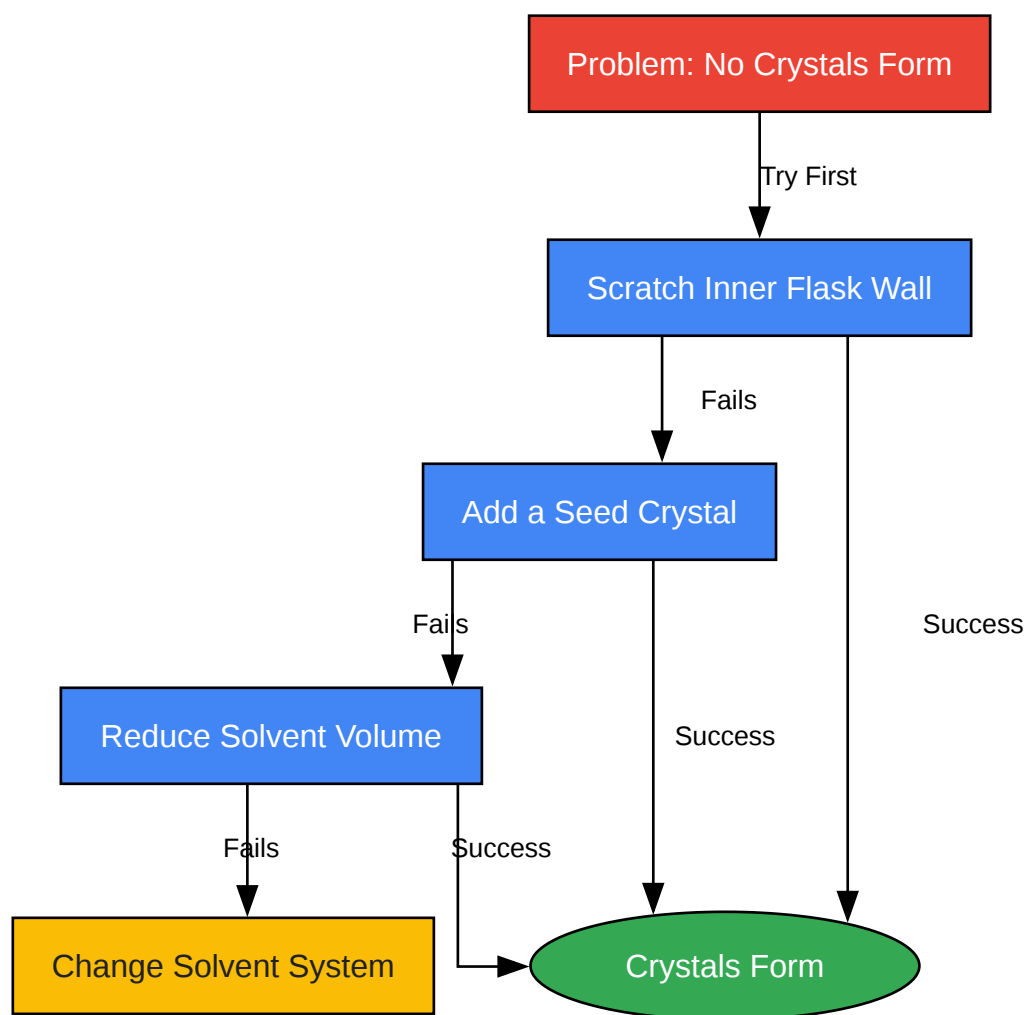 Problem: No Crystals Form
Try First
Scratch Inner Flask Wall
Fails
Add a Seed Crystal
Fails
Success
Reduce Solvent Volume
Success
Fails
Success
Change Solvent System
Crystals Form